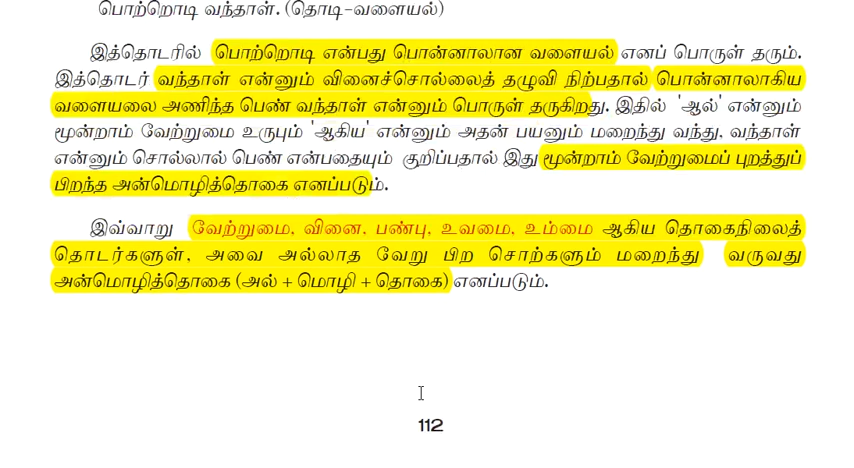 பொற்றொடி வந்தாள். (தொடி-வளையல்)
இத்தொடரில் பொற்றொடி என்பது பொன்னாலான வளையல் எனப் பொருள் தரும்.
இத்தொடர் வந்தாள் என்னும் வினைச்சொல்லைத் தழுவி நிற்பதால் பொன்னாலாகிய
வளையலை அணிந்த பெண் வந்தாள் என்னும் பொருள் தருகிறது. இதில் 'ஆல்' என்னும்
மூன்றாம் வேற்றுமை உருபும் 'ஆகிய' என்னும் அதன் பயனும் மறைந்து வந்து, வந்தாள்
என்னும் சொல்லால் பெண் என்பதையும் குறிப்பதால் இது மூன்றாம் வேற்றுமைப் புறத்துப்
பிறந்த அன்மொழித்தொகை எனப்படும்.
இவ்வாறு வேற்றுமை, வினை, பண்பு, உவமை, உம்மை ஆகிய தொகைநிலைத்
தொடர்களுள், அவை அல்லாத வேறு பிற சொற்களும் மறைந்து வருவது
அன்மொழித்தொகை (அல் + மொழி + தொகை) எனப்படும்.
112